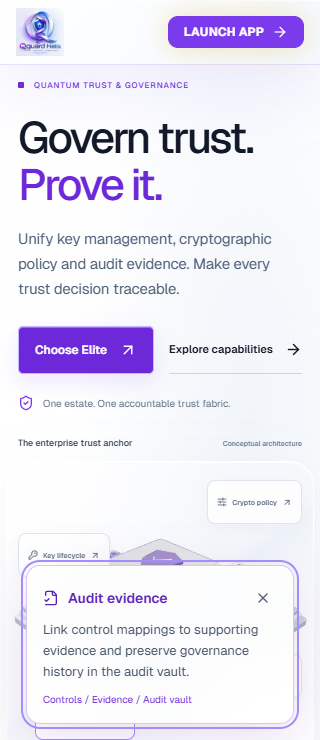 Qguard Helix
LAUNCH APP
QUANTUM TRUST & GOVERNANCE
Govern trust.
Prove it.
Unify key management, cryptographic
policy and audit evidence. Make every
trust decision traceable.
Choose Elite
Explore capabilities
One estate. One accountable trust fabric.
The enterprise trust anchor
Conceptual architecture
Crypto policy
Key lifecycle
Audit evidence
Link control mappings to supporting
evidence and preserve governance
history in the audit vault.
Controls / Evidence / Audit vault